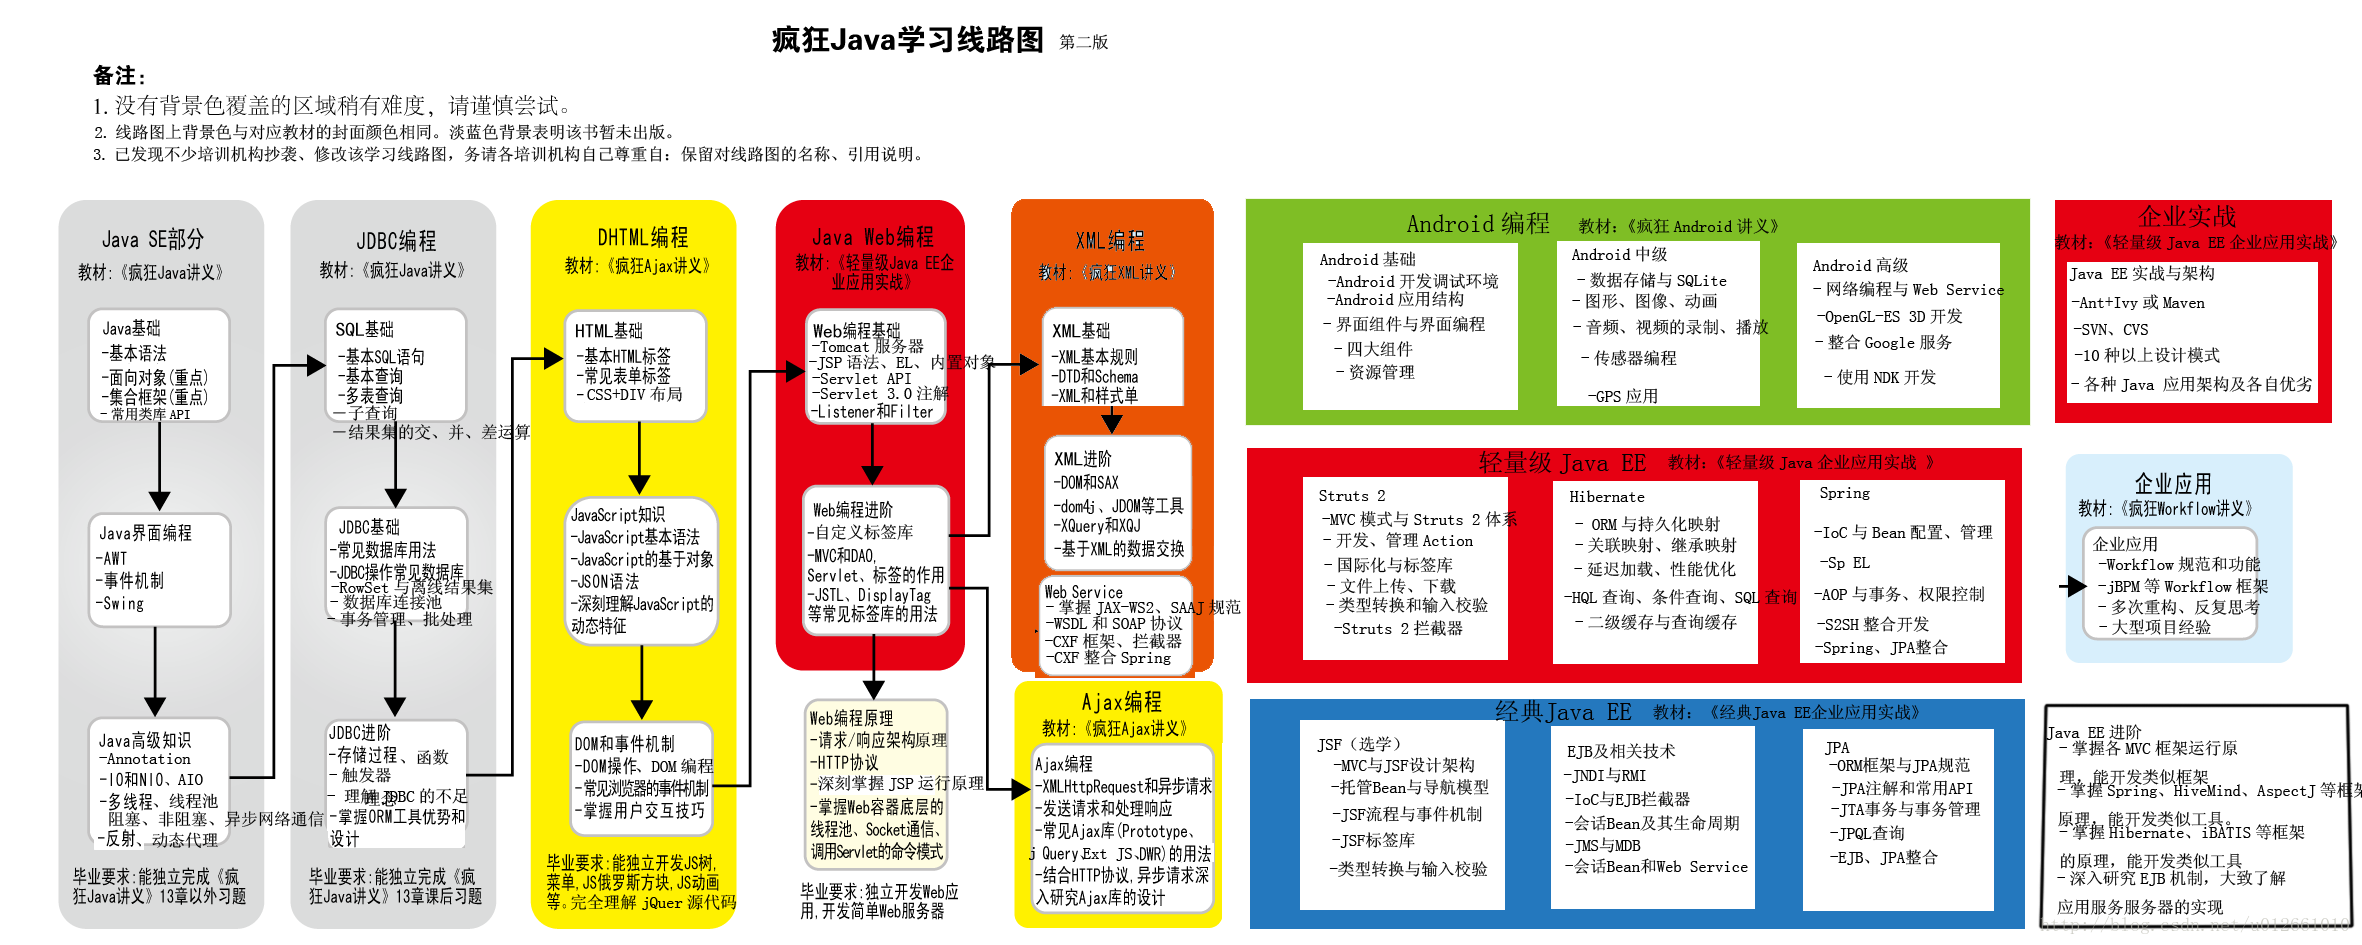 疯狂Java学习线路图 第二版
备注：
1. 没有背景色覆盖的区域稍有难度，请谨慎尝试。
2. 线路图上背景色与对应教材的封面颜色相同。淡蓝色背景表明该书暂未出版。
3. 已发现不少培训机构抄袭、修改该学习线路图，务请各培训机构自己尊重自：保留对线路图的名称、引用说明。
Java SE部分
教材：《疯狂Java讲义》
Java基础
-基本语法
-面向对象(重点)
-集合框架(重点)
-常用类库 API
Java界面编程
-AWT
-事件机制
-Swing
Java高级知识
-Annotation
-IO和NIO、AIO
-多线程、线程池
阻塞、非阻塞、异步网络通信
-反射、动态代理
毕业要求：能独立完成《疯
狂Java讲义》13章以外习题
JDBC编程
教材：《疯狂Java讲义》
SQL基础
-基本SQL语句
-基本查询
-多表查询
－子查询
－结果集的交、并、差运算
JDBC基础
-常见数据库用法
-JDBC操作常见数据库
-RowSet 与离线结果集
-数据库连接池
-事务管理、批处理
JDBC进阶
-存储过程、函数
-触发器
- 理解 JDBC 的不足
-掌握ORM工具优势和
设计
毕业要求：能独立完成《疯
狂Java讲义》13章课后习题
DHTML编程
教材：《疯狂Ajax讲义》
HTML基础
-基本HTML标签
-常见表单标签
-CSS+DIV 布局
JavaScript知识
-JavaScript基本语法
-JavaScript的基于对象
-JSON语法
-深刻理解JavaScript的
动态特征
DOM和事件机制
-DOM操作、DOM 编程
-常见浏览器的事件机制
-掌握用户交互技巧
毕业要求：能独立开发JS树，
菜单，JS俄罗斯方块，JS动画
等。完全理解 jQuer 源代码
Java Web编程
教材：《轻量级Java EE企
业应用实战》
Web编程基础
-Tomcat 服务器
-JSP 语法、EL、内置对象
-Servlet API
-Servlet 3.0 注解
-Listener和Filter
Web编程进阶
-自定义标签库
-MVC和DAO,
Servlet、标签的作用
-JSTL、DisplayTag
等常见标签库的用法
Web编程原理
-请求/响应架构原理
-HTTP协议
-深刻掌握 JSP 运行原理
-掌握Web容器底层的
线程池、Socket通信、
调用Servlet的命令模式
毕业要求：独立开发Web应
用，开发简单Web服务器
XML编程
教材：《疯狂XML讲义》
XML基础
-XML基本规则
-DTD和Schema
-XML和样式单
XML进阶
-DOM和SAX
-dom4j、JDOM等工具
-XQuery和XQJ
-基于XML的数据交换
Web Service
-掌握 JAX-WS2、SAAJ 规范
-WSDL 和 SOAP 协议
-CXF 框架、拦截器
-CXF 整合 Spring
Ajax编程
教材：《疯狂Ajax讲义》
Ajax编程
-XMLHttpRequest和异步请求
-发送请求和处理响应
-常见Ajax库(Prototype、
j Query、Ext JS、DWR)的用法
-结合HTTP协议，异步请求深
入研究Ajax库的设计
Android 编程 教材：《疯狂 Android 讲义》
Android 基础
-Android 开发调试环境
-Android 应用结构
-界面组件与界面编程
-四大组件
-资源管理
Android 中级
-数据存储与 SQLite
-图形、图像、动画
-音频、视频的录制、播放
-传感器编程
-GPS 应用
Android 高级
-网络编程与 Web Service
-OpenGL-ES 3D 开发
-整合 Google 服务
-使用 NDK 开发
轻量级 Java EE 教材：《轻量级 Java 企业应用实战 》
Struts 2
-MVC 模式与 Struts 2 体系
-开发、管理 Action
-国际化与标签库
-文件上传、下载
-类型转换和输入校验
-Struts 2 拦截器
Hibernate
- ORM 与持久化映射
-关联映射、继承映射
-延迟加载、性能优化
-HQL 查询、条件查询、SQL 查询
-二级缓存与查询缓存
Spring
-IoC 与 Bean 配置、管理
-Sp EL
-AOP 与事务、权限控制
-S2SH 整合开发
-Spring、JPA整合
经典Java EE 教材：《经典Java EE企业应用实战》
JSF（选学）
-MVC与JSF设计架构
-托管Bean与导航模型
-JSF流程与事件机制
-JSF标签库
-类型转换与输入校验
EJB及相关技术
-JNDI与RMI
-IoC与EJB拦截器
-会话Bean及其生命周期
-JMS与MDB
-会话Bean和Web Service
JPA
-ORM框架与JPA规范
-JPA注解和常用API
-JTA事务与事务管理
-JPQL查询
-EJB、JPA整合
企业实战
教材：《轻量级 Java EE 企业应用实战》
Java EE 实战与架构
-Ant+Ivy 或 Maven
-SVN、CVS
-10 种以上设计模式
-各种 Java 应用架构及各自优劣
企业应用
教材：《疯狂Workflow讲义》
企业应用
-Workflow 规范和功能
-jBPM 等 Workflow 框架
-多次重构、反复思考
-大型项目经验
Java EE 进阶
-掌握各 MVC 框架运行原
理，能开发类似框架
-掌握 Spring、HiveMind、AspectJ 等框架
原理，能开发类似工具。
-掌握 Hibernate、iBATIS 等框架
的原理，能开发类似工具
-深入研究 EJB 机制，大致了解
应用服务服务器的实现
http://blog.csdn.net/u012661010